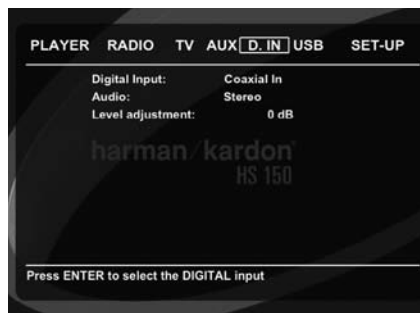 PLAYER RADIO TV AUX D. IN USB SET-UP
Digital Input: Coaxial In
Audio: Stereo
Level adjustment: 0 dB
harman/kardon
HS 150
Press ENTER to select the DIGITAL input